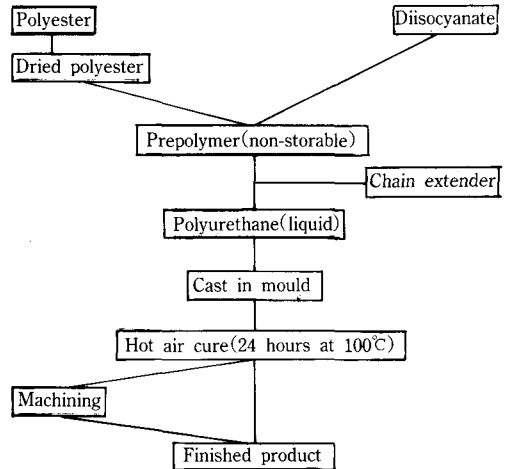 Polyester
Diisocyanate
Dried polyester
Prepolymer(non-storable)
Chain extender
Polyurethane(liquid)
Cast in mould
Hot air cure(24 hours at 100℃)
Machining
Finished product